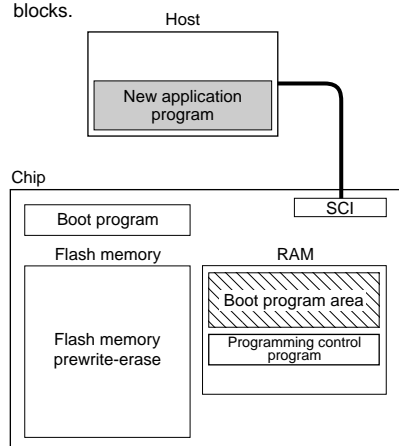 blocks.
Host
New application
program
Chip
SCI
Boot program
Flash memory
RAM
Boot program area
Flash memory
prewrite-erase
Programming control
program